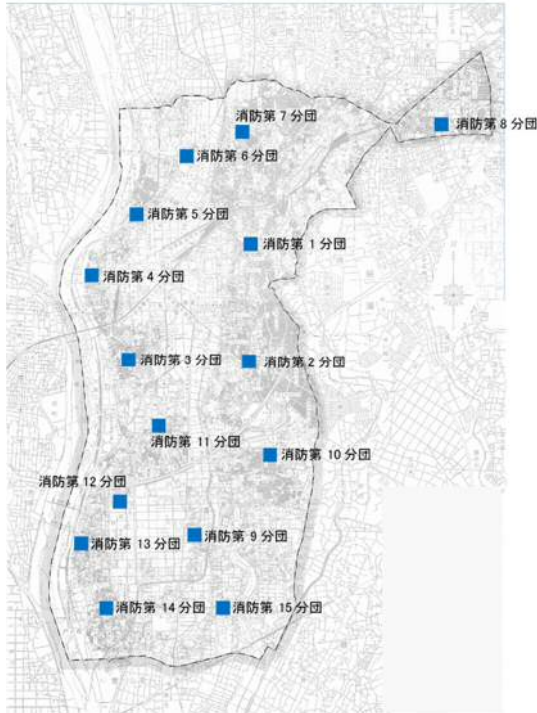 消防第 7 分団
消防第 8 分団
消防第 6 分団
消防第 5 分団
消防第 1 分団
消防第 4 分団
消防第 3 分団
消防第 2 分団
消防第 11 分団
消防第 10 分団
消防第 12 分団
消防第 9 分団
消防第 13 分団
消防第 14 分団
消防第 15 分団